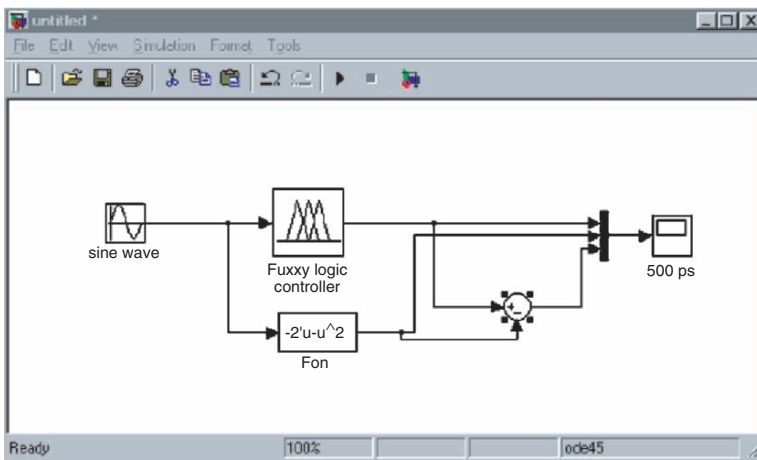 untitled *
File Edit View Simulation Format Tools
sine wave
Fuxxy logic
controller
-2'u-u^2
Fon
+
−
500 ps
Ready 100% ode45